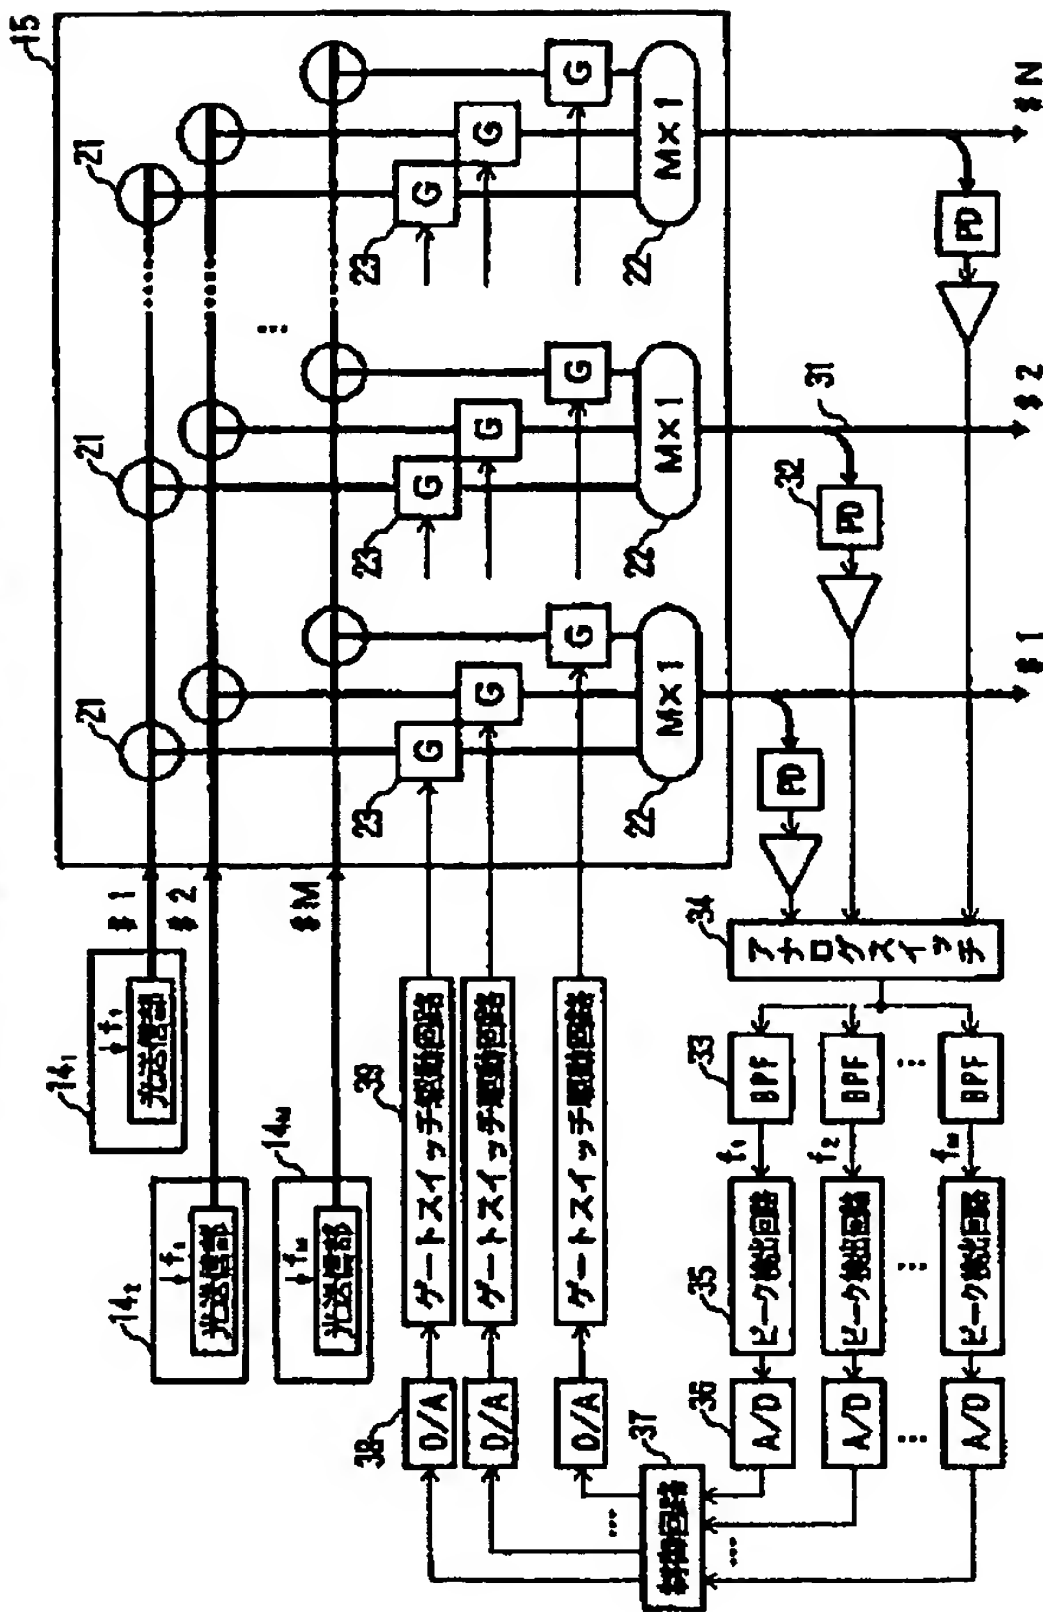 14₁
f₁
光送信部
14₂
f₂
光送信部
14M
fM
光送信部
#1
#2
#M
15
21
21
21
23
G
G
G
23
G
G
G
23
G
G
G
…
M×1
22
M×1
22
M×1
22
38
D/A
D/A
D/A
39
ゲートスイッチ駆動回路
ゲートスイッチ駆動回路
ゲートスイッチ駆動回路
37
制御回路
…
…
36
A/D
A/D
…
A/D
35
ピーク検出回路
ピーク検出回路
…
ピーク検出回路
f₁
f₂
fM
33
BPF
BPF
…
BPF
34
アナログスイッチ
PD
32
PD
31
PD
#1
#2
#N